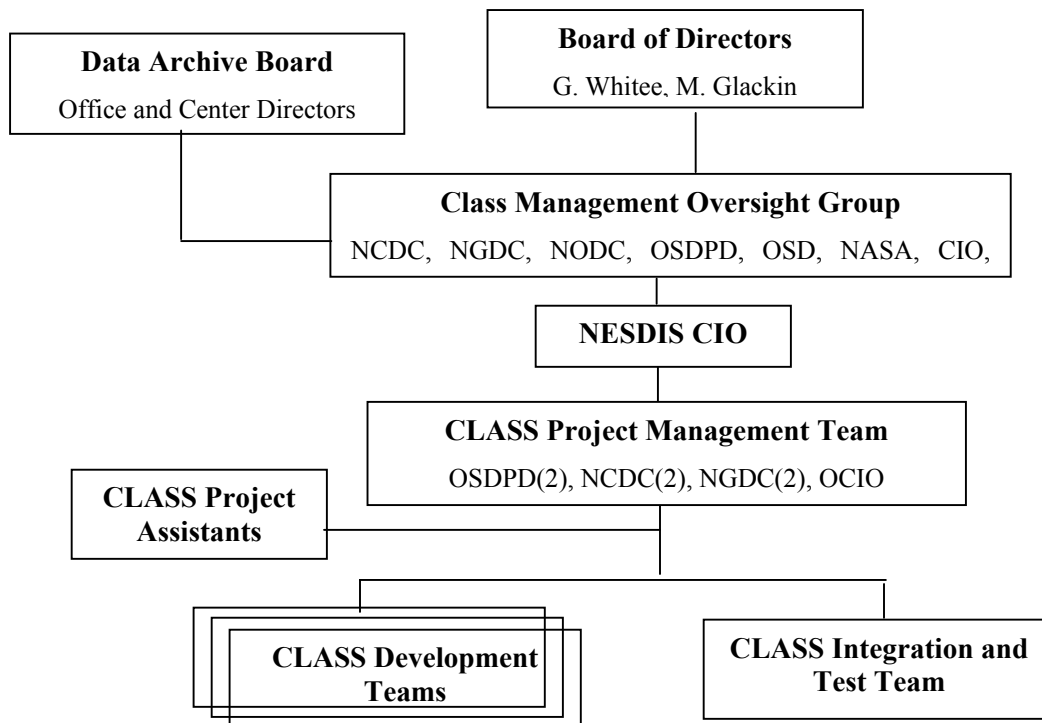 Data Archive Board
Office and Center Directors
Board of Directors
G. Whitee, M. Glackin
Class Management Oversight Group
NCDC, NGDC, NODC, OSDPD, OSD, NASA, CIO,
NESDIS CIO
CLASS Project Management Team
OSDPD(2), NCDC(2), NGDC(2), OCIO
CLASS Project
Assistants
CLASS Development
Teams
CLASS Integration and
Test Team